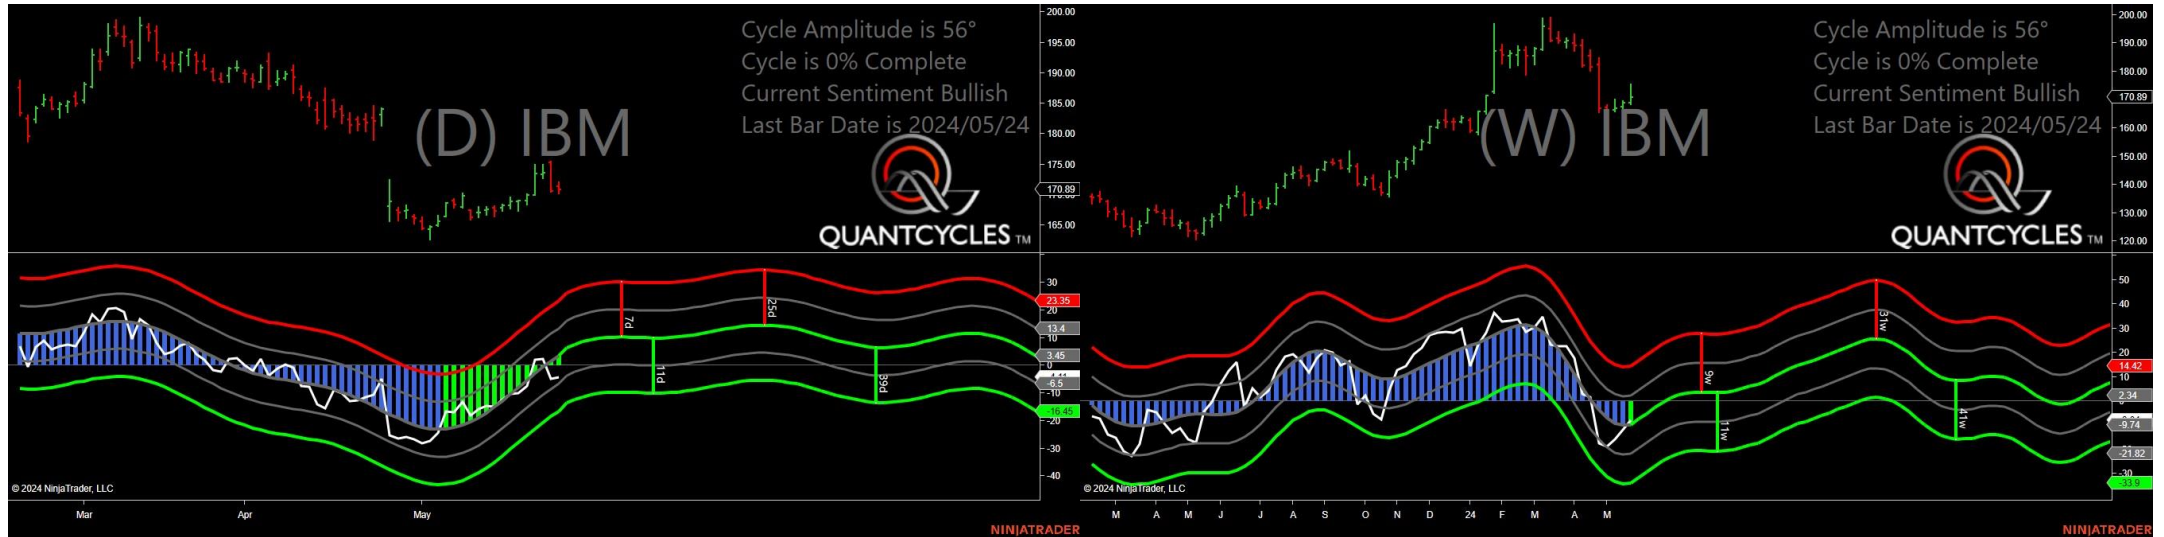 Cycle Amplitude is 56°
Cycle is 0% Complete
Current Sentiment Bullish
Last Bar Date is 2024/05/24
(D) IBM
QUANTCYCLES TM
200.00
195.00
190.00
185.00
180.00
175.00
170.89
165.00
7d
25d
11d
39d
30
23.35
20
13.4
10
3.45
0
-6.5
-10
-16.45
-20
-30
-40
© 2024 NinjaTrader, LLC
Mar
Apr
May
NINJATRADER
Cycle Amplitude is 56°
Cycle is 0% Complete
Current Sentiment Bullish
Last Bar Date is 2024/05/24
(W) IBM
QUANTCYCLES TM
200.00
190.00
180.00
170.89
160.00
150.00
140.00
130.00
120.00
9w
31w
11w
41w
50
40
30
20
14.42
10
2.34
-9.74
-21.82
-30
-33.9
© 2024 NinjaTrader, LLC
M A M J J A S O N D 24 F M A M
NINJATRADER